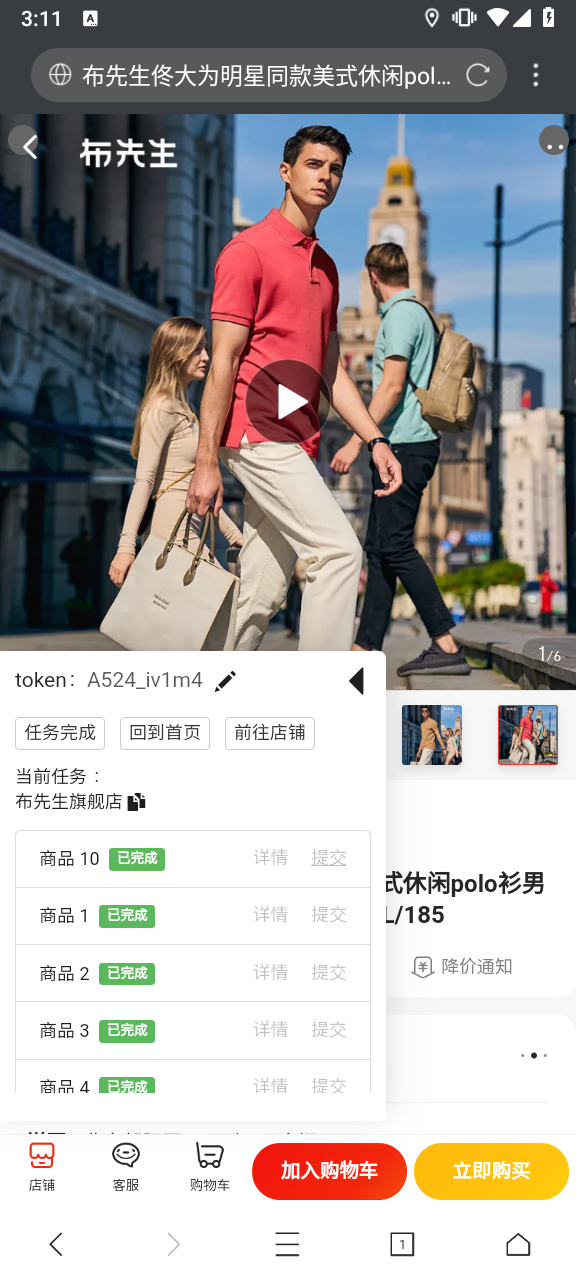 3:11
A
布先生佟大为明星同款美式休闲pol...
布先生
1/6
token： A524_iv1m4
任务完成 回到首页 前往店铺
当前任务：
布先生旗舰店
商品 10 已完成 详情 提交
商品 1 已完成 详情 提交
商品 2 已完成 详情 提交
商品 3 已完成 详情 提交
商品 4 已完成 详情 提交
式休闲polo衫男
L/185
降价通知
店铺 客服 购物车 加入购物车 立即购买
1